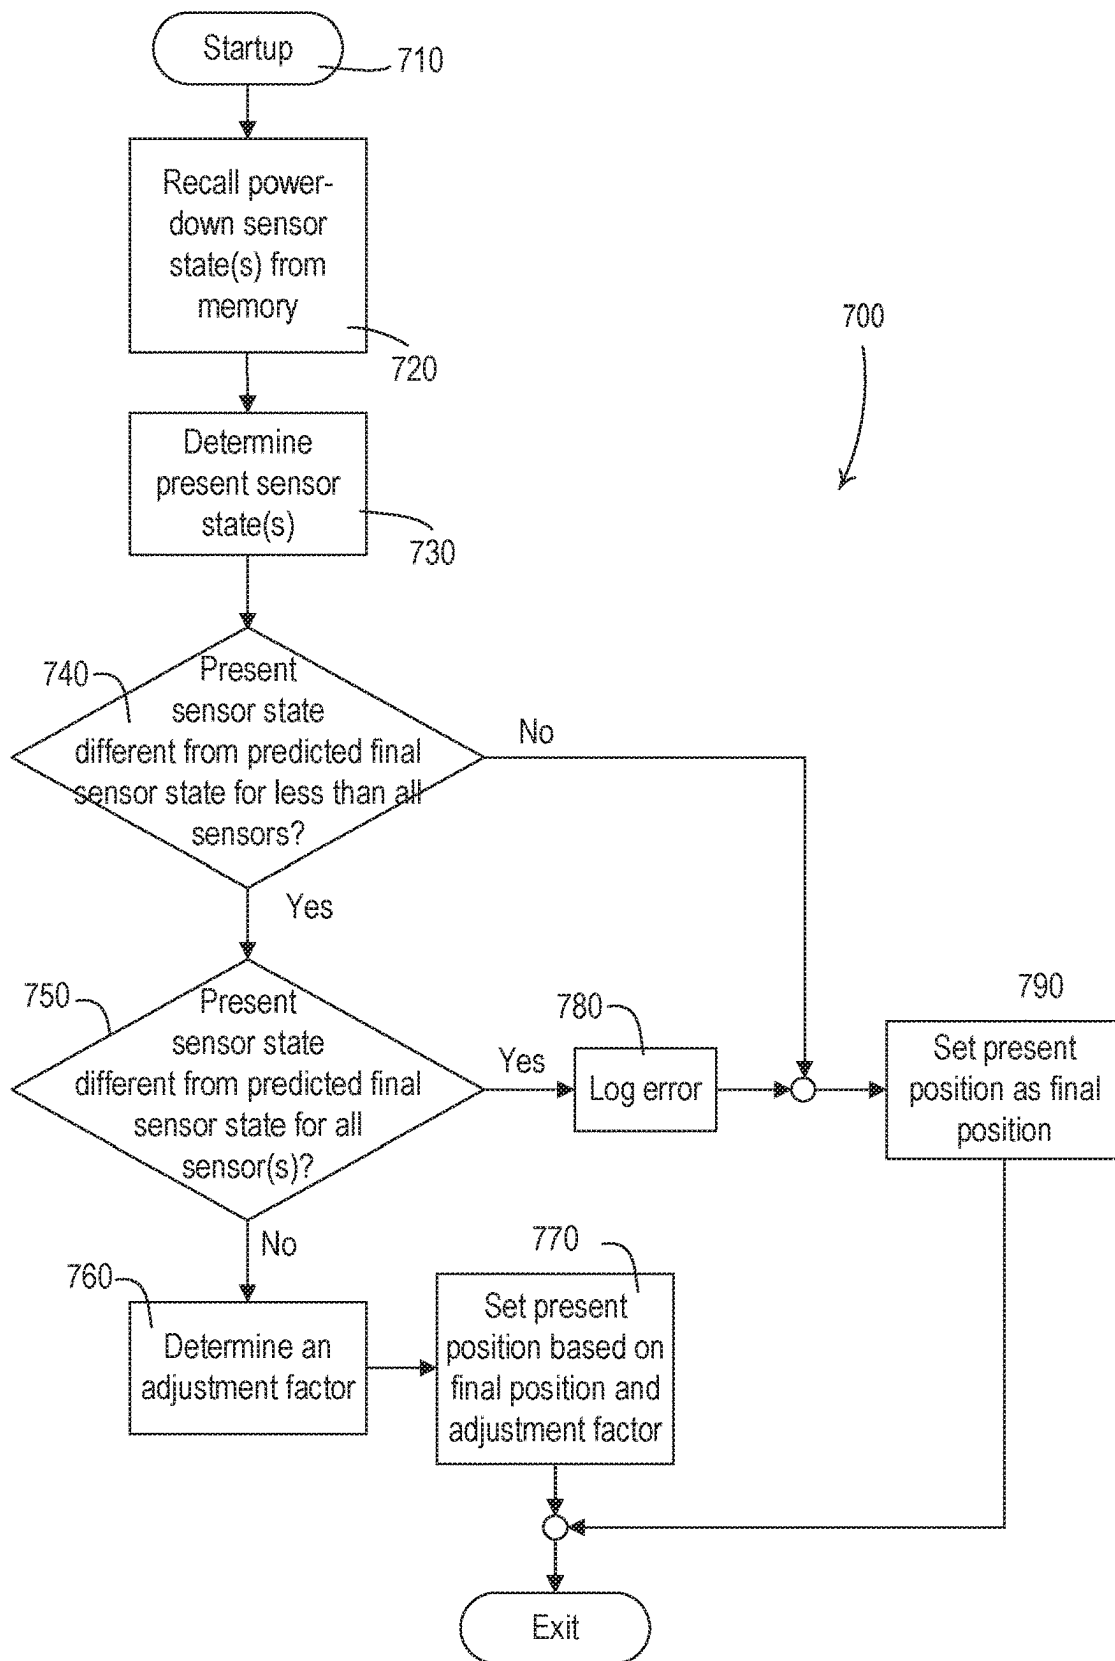 Startup
710
Recall power-
down sensor
state(s) from
memory
720
700
Determine
present sensor
state(s)
730
740
Present
sensor state
different from predicted final
sensor state for less than all
sensors?
No
Yes
750
Present
sensor state
different from predicted final
sensor state for all
sensor(s)?
Yes
780
Log error
790
Set present
position as final
position
No
760
Determine an
adjustment factor
770
Set present
position based on
final position and
adjustment factor
Exit